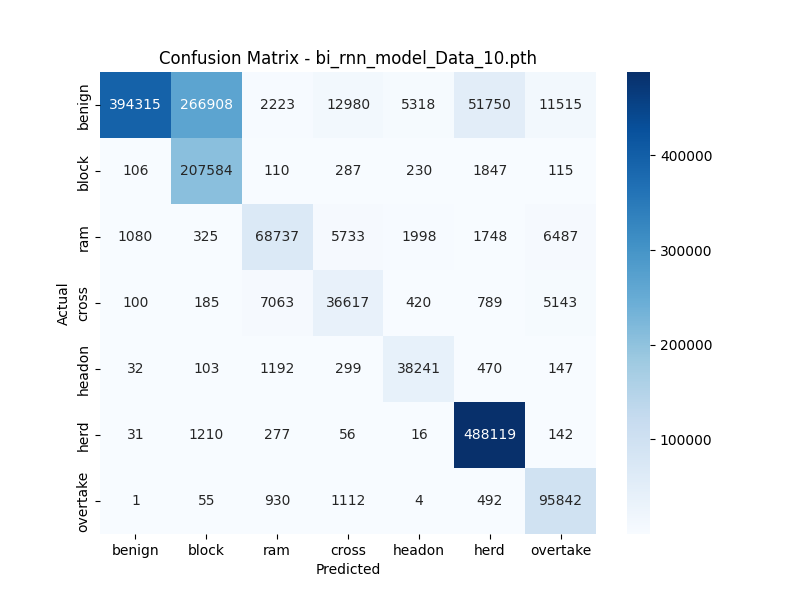 Confusion Matrix - bi_rnn_model_Data_10.pth
Actual
benign 394315 266908 2223 12980 5318 51750 11515
block 106 207584 110 287 230 1847 115
ram 1080 325 68737 5733 1998 1748 6487
cross 100 185 7063 36617 420 789 5143
headon 32 103 1192 299 38241 470 147
herd 31 1210 277 56 16 488119 142
overtake 1 55 930 1112 4 492 95842
benign block ram cross headon herd overtake
Predicted
400000
300000
200000
100000